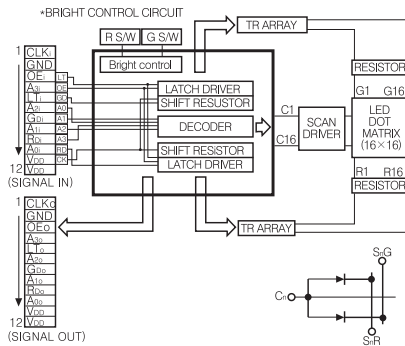 *BRIGHT CONTROL CIRCUIT
R S/W G S/W
Bright control
TR ARRAY
RESISTOR
G1 G16
LED
DOT
MATRIX
(16×16)
R1 R16
RESISTOR
TR ARRAY
1 CLKi
GND
OEi LT
A3i OE
LTi GD
A2i A0
GDi A1
A1i A2
RDi A3
A0i RD
VDD CK
12 VDD
(SIGNAL IN)
LATCH DRIVER
SHIFT RESUSTOR
DECODER
SHIFT RESISTOR
LATCH DRIVER
C1
C16
SCAN
DRIVER
1 CLKo
GND
OEo
A3o
LTo
A2o
GDo
A1o
RDo
A0o
VDD
12 VDD
(SIGNAL OUT)
SnG
Cn
SnR